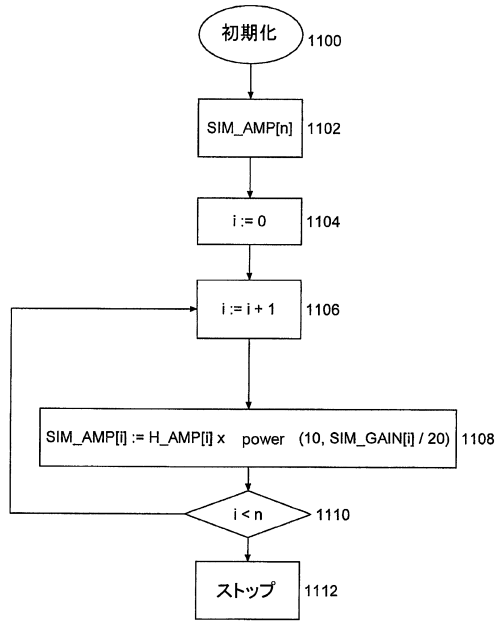 初期化 1100
SIM_AMP[n] 1102
i := 0 1104
i := i + 1 1106
SIM_AMP[i] := H_AMP[i] x power (10, SIM_GAIN[i] / 20) 1108
i < n 1110
ストップ 1112